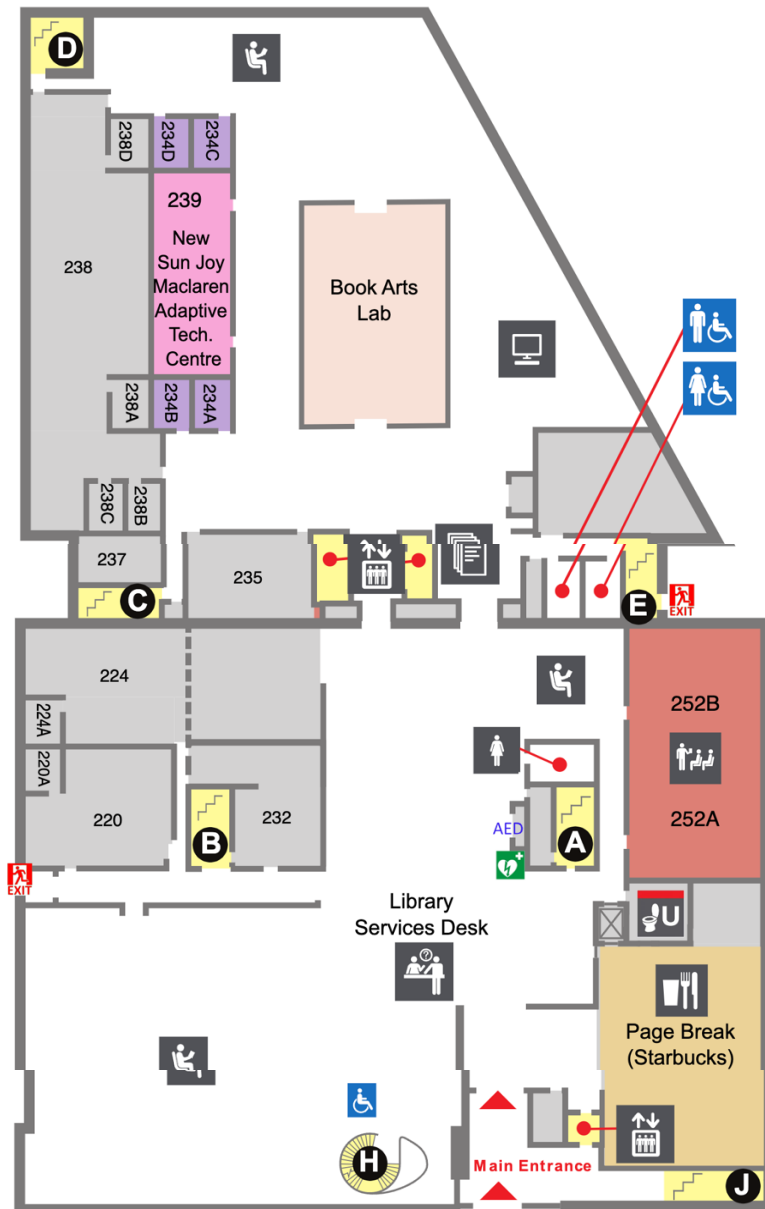 D
238D
234D
234C
239
New
Sun Joy
Maclaren
Adaptive
Tech.
Centre
238
Book Arts
Lab
238A
234B
234A
238C
238B
237
235
C
E
EXIT
224
252B
224A
220A
220
B
232
AED
A
252A
EXIT
U
Library
Services Desk
?
Page Break
(Starbucks)
H
Main Entrance
J